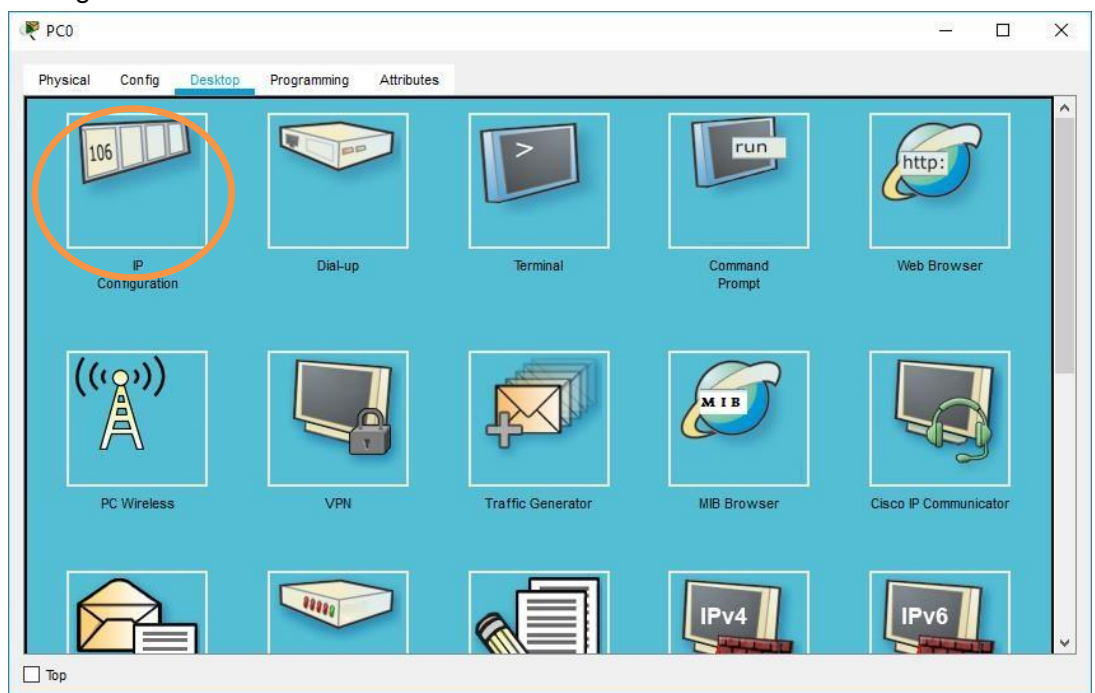 PC0
Physical Config Desktop Programming Attributes
106
>
run
http:
IP
Configuration
Dial-up
Terminal
Command
Prompt
Web Browser
MIB
PC Wireless
VPN
Traffic Generator
MIB Browser
Cisco IP Communicator
IPv4
IPv6
Top